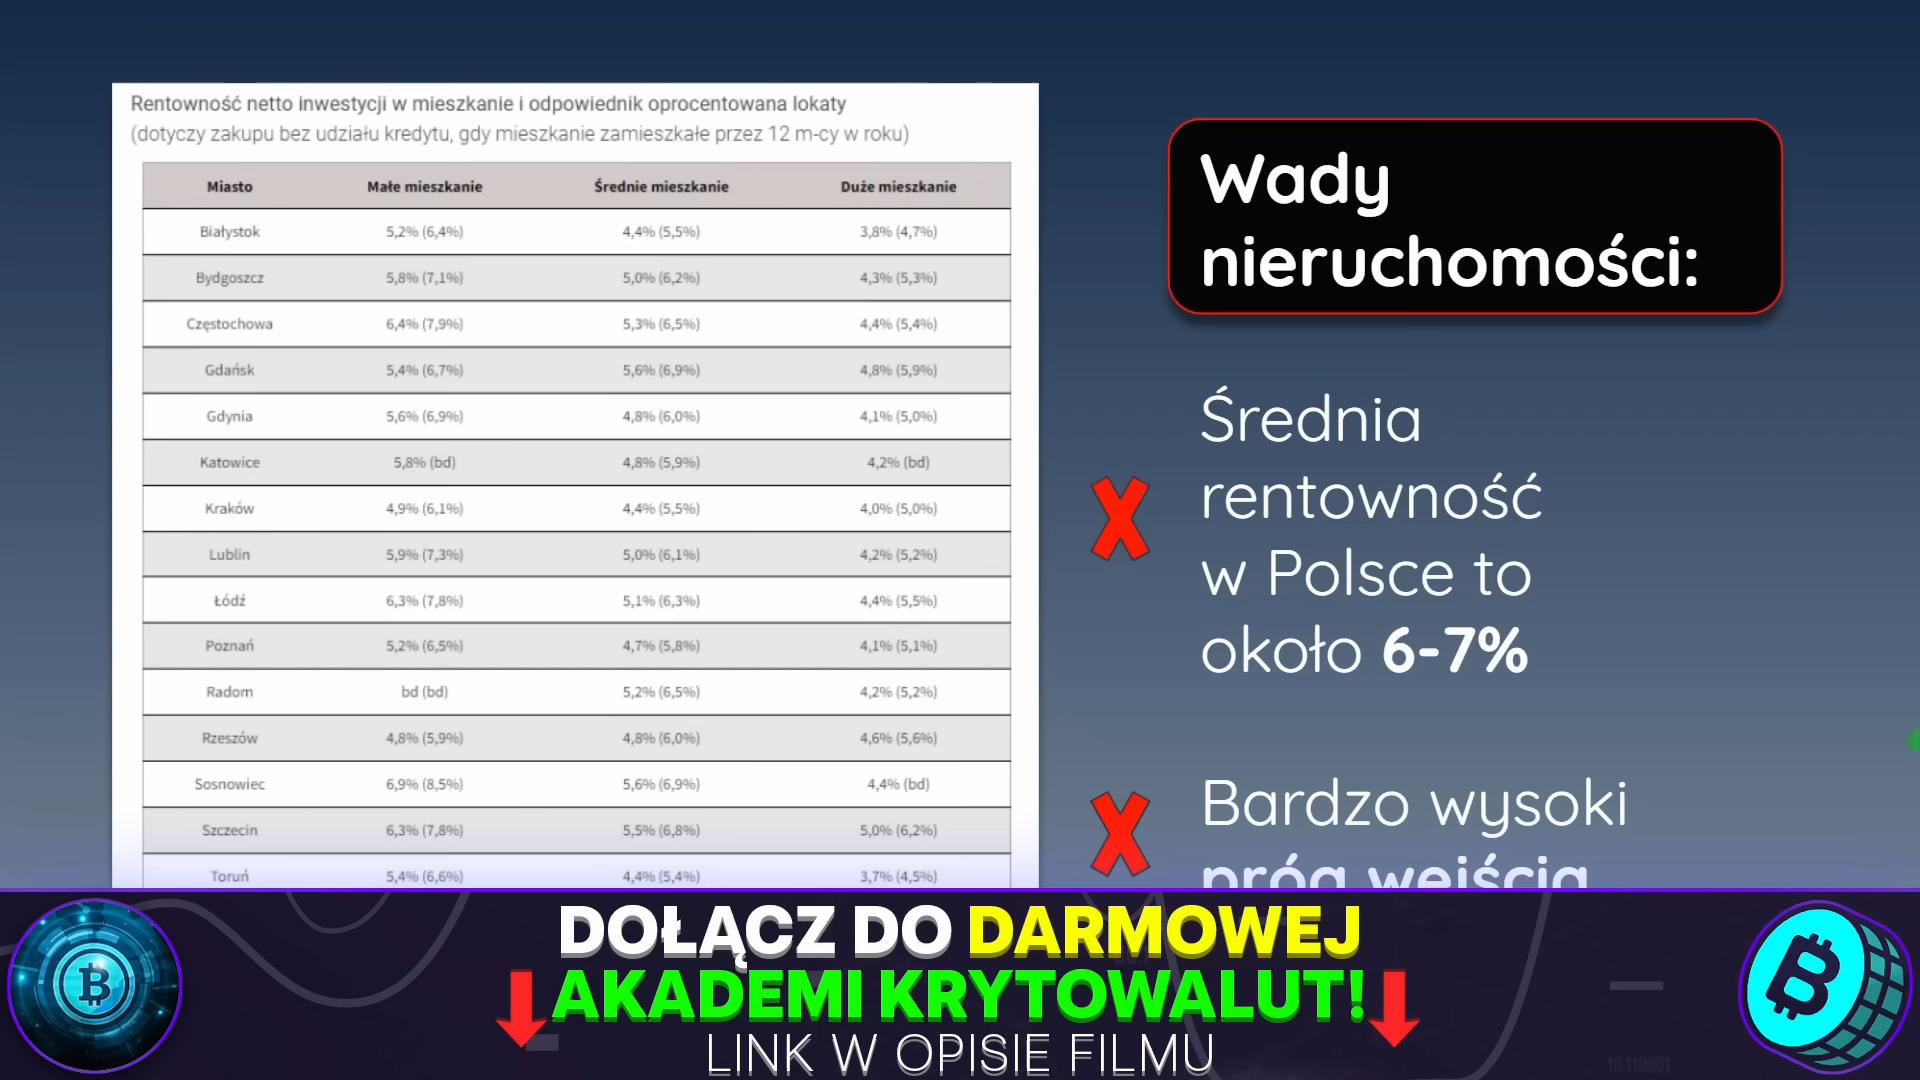 Rentowność netto inwestycji w mieszkanie i odpowiednik oprocentowana lokaty
(dotyczy zakupu bez udziału kredytu, gdy mieszkanie zamieszkałe przez 12 m-cy w roku)
Miasto Małe mieszkanie Średnie mieszkanie Duże mieszkanie
Białystok 5,2% (6,4%) 4,4% (5,5%) 3,8% (4,7%)
Bydgoszcz 5,8% (7,1%) 5,0% (6,2%) 4,3% (5,3%)
Częstochowa 6,4% (7,9%) 5,3% (6,5%) 4,4% (5,4%)
Gdańsk 5,4% (6,7%) 5,6% (6,9%) 4,8% (5,9%)
Gdynia 5,6% (6,9%) 4,8% (6,0%) 4,1% (5,0%)
Katowice 5,8% (bd) 4,8% (5,9%) 4,2% (bd)
Kraków 4,9% (6,1%) 4,4% (5,5%) 4,0% (5,0%)
Lublin 5,9% (7,3%) 5,0% (6,1%) 4,2% (5,2%)
Łódź 6,3% (7,8%) 5,1% (6,3%) 4,4% (5,5%)
Poznań 5,2% (6,5%) 4,7% (5,8%) 4,1% (5,1%)
Radom bd (bd) 5,2% (6,5%) 4,2% (5,2%)
Rzeszów 4,8% (5,9%) 4,8% (6,0%) 4,6% (5,6%)
Sosnowiec 6,9% (8,5%) 5,6% (6,9%) 4,4% (bd)
Szczecin 6,3% (7,8%) 5,5% (6,8%) 5,0% (6,2%)
Toruń 5,4% (6,6%) 4,4% (5,4%) 3,7% (4,5%)
Wady
nieruchomości:
Średnia
rentowność
w Polsce to
około 6-7%
Bardzo wysoki
próg wejścia
DOŁĄCZ DO DARMOWEJ
AKADEMI KRYTOWALUT!
LINK W OPISIE FILMU